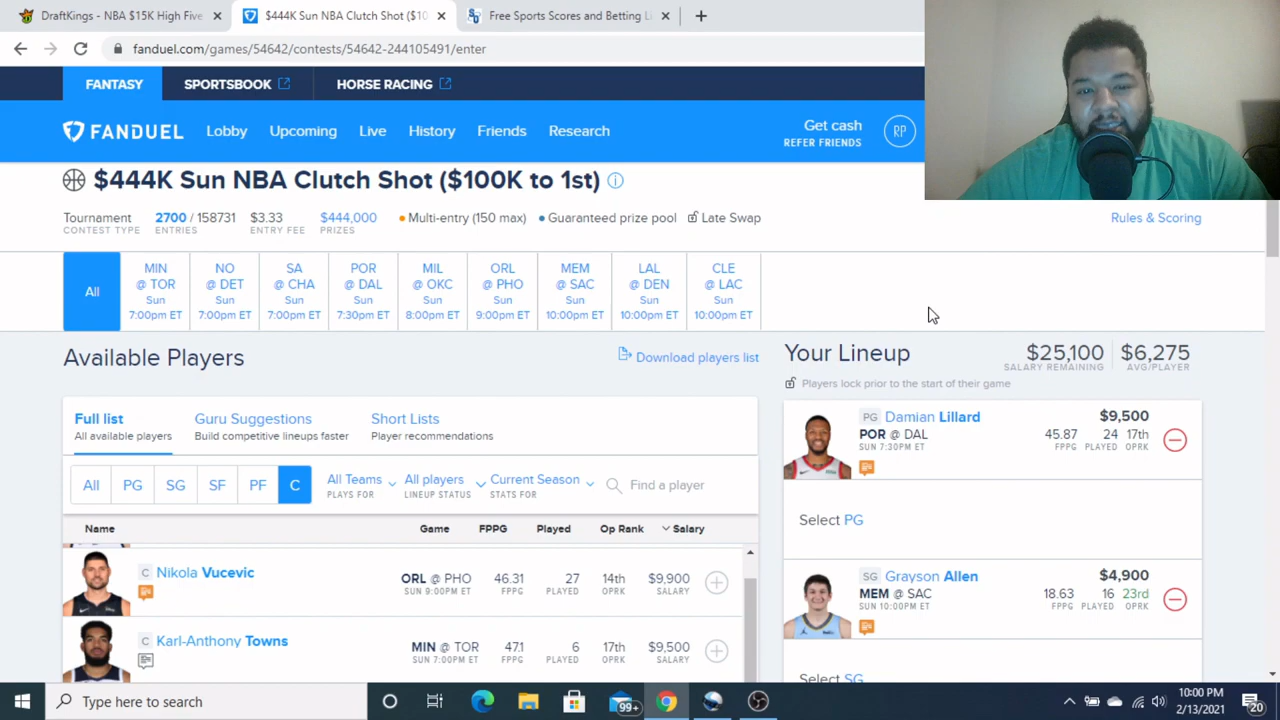 DraftKings - NBA $15K High Five
$444K Sun NBA Clutch Shot ($10
Free Sports Scores and Betting Li
fanduel.com/games/54642/contests/54642-244105491/enter
FANTASY SPORTSBOOK HORSE RACING
FANDUEL Lobby Upcoming Live History Friends Research
Get cash
REFER FRIENDS
RP
$444K Sun NBA Clutch Shot ($100K to 1st)
Tournament 2700 / 158731 $3.33 $444,000 Multi-entry (150 max) Guaranteed prize pool Late Swap Rules & Scoring
CONTEST TYPE ENTRIES ENTRY FEE PRIZES
All
MIN NO SA POR MIL ORL MEM LAL CLE
@ TOR @ DET @ CHA @ DAL @ OKC @ PHO @ SAC @ DEN @ LAC
Sun Sun Sun Sun Sun Sun Sun Sun Sun
7:00pm ET 7:00pm ET 7:00pm ET 7:30pm ET 8:00pm ET 9:00pm ET 10:00pm ET 10:00pm ET 10:00pm ET
Available Players
Download players list
Full list Guru Suggestions Short Lists
All available players Build competitive lineups faster Player recommendations
All PG SG SF PF C
All Teams All players Current Season Find a player
PLAYS FOR LINEUP STATUS STATS FOR
Name Game FPPG Played Op Rank Salary
C Nikola Vucevic ORL @ PHO 46.31 27 14th $9,900
SUN 9:00PM ET FPPG PLAYED OPRK SALARY
C Karl-Anthony Towns MIN @ TOR 47.1 6 17th $9,500
SUN 7:00PM ET FPPG PLAYED OPRK SALARY
Your Lineup $25,100 $6,275
SALARY REMAINING AVG/PLAYER
Players lock prior to the start of their game
PG Damian Lillard $9,500
POR @ DAL 45.87 24 17th
SUN 7:30PM ET FPPG PLAYED OPRK
Select PG
SG Grayson Allen $4,900
MEM @ SAC 18.63 16 23rd
SUN 10:00PM ET FPPG PLAYED OPRK
Select SG
Type here to search
99+
10:00 PM
2/13/2021
20